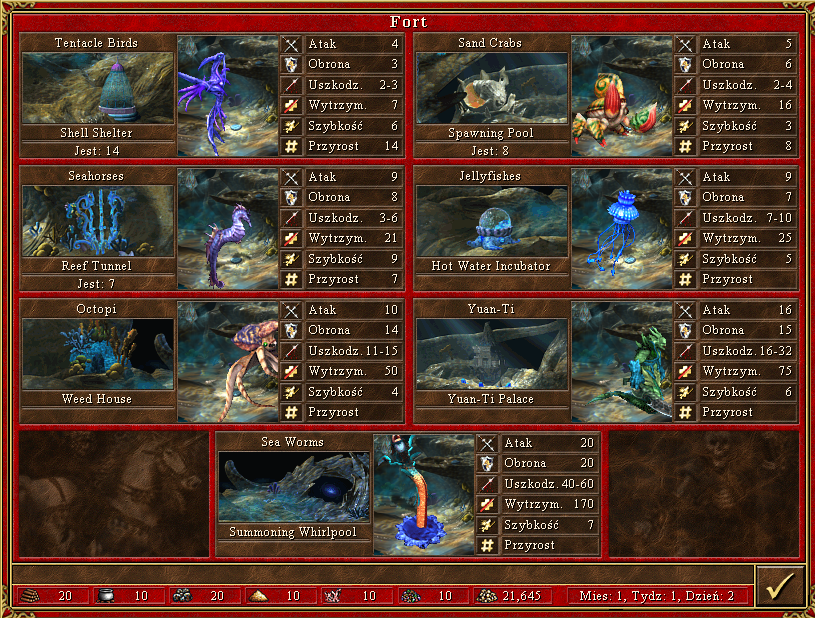 Fort
Tentacle Birds
Shell Shelter
Jest: 14
Atak 4
Obrona 3
Uszkodz. 2-3
Wytrzym. 7
Szybkość 6
Przyrost 14
Sand Crabs
Spawning Pool
Jest: 8
Atak 5
Obrona 6
Uszkodz. 2-4
Wytrzym. 16
Szybkość 3
Przyrost 8
Seahorses
Reef Tunnel
Jest: 7
Atak 9
Obrona 8
Uszkodz. 3-6
Wytrzym. 21
Szybkość 9
Przyrost 7
Jellyfishes
Hot Water Incubator
Atak 9
Obrona 7
Uszkodz. 7-10
Wytrzym. 25
Szybkość 5
Przyrost
Octopi
Weed House
Atak 10
Obrona 14
Uszkodz. 11-15
Wytrzym. 50
Szybkość 4
Przyrost
Yuan-Ti
Yuan-Ti Palace
Atak 16
Obrona 15
Uszkodz. 16-32
Wytrzym. 75
Szybkość 6
Przyrost
Sea Worms
Summoning Whirlpool
Atak 20
Obrona 20
Uszkodz. 40-60
Wytrzym. 170
Szybkość 7
Przyrost
20 10 20 10 10 10 21,645 Mies: 1, Tydz: 1, Dzień: 2